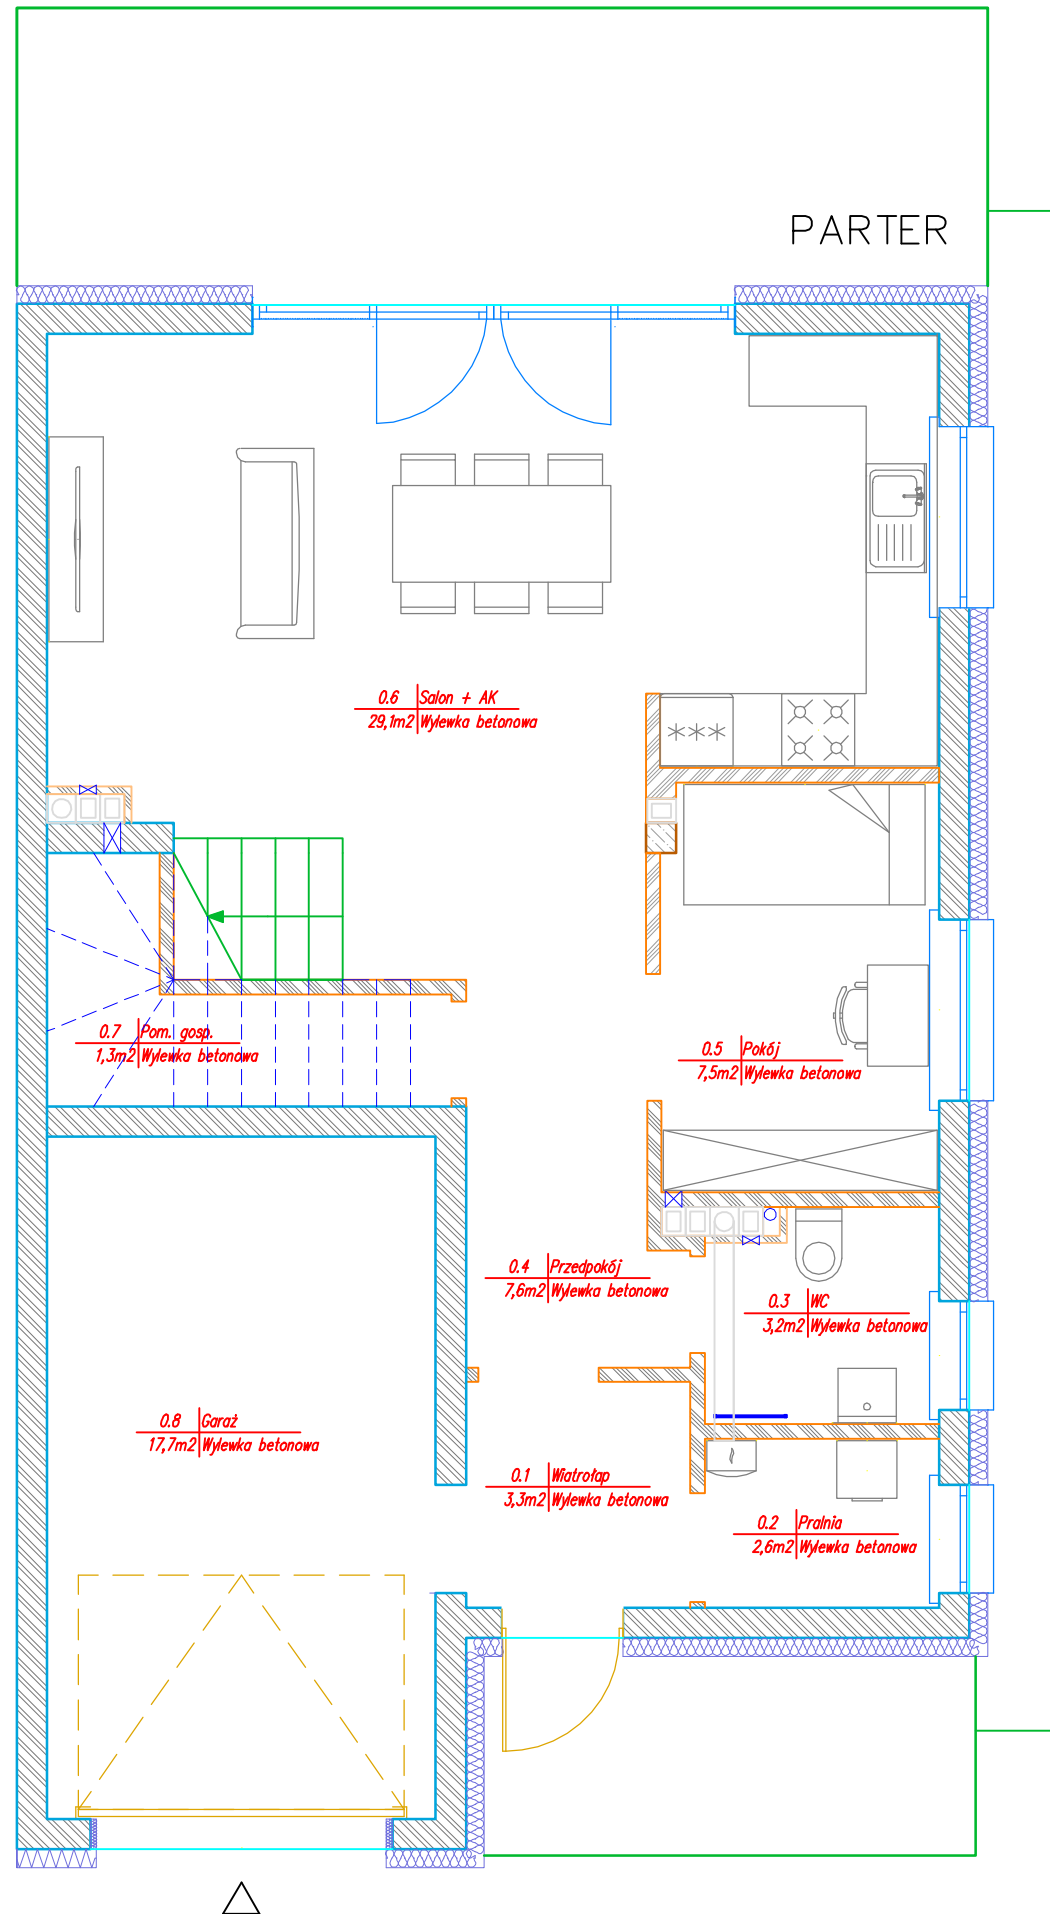 PARTER
0.6 Salon + AK
29,1m2 Wylewka betonowa
0.7 Pom. gosp.
1,3m2 Wylewka betonowa
0.5 Pokój
7,5m2 Wylewka betonowa
0.4 Przedpokój
7,6m2 Wylewka betonowa
0.3 WC
3,2m2 Wylewka betonowa
0.8 Garaż
17,7m2 Wylewka betonowa
0.1 Wiatrołap
3,3m2 Wylewka betonowa
0.2 Pralnia
2,6m2 Wylewka betonowa